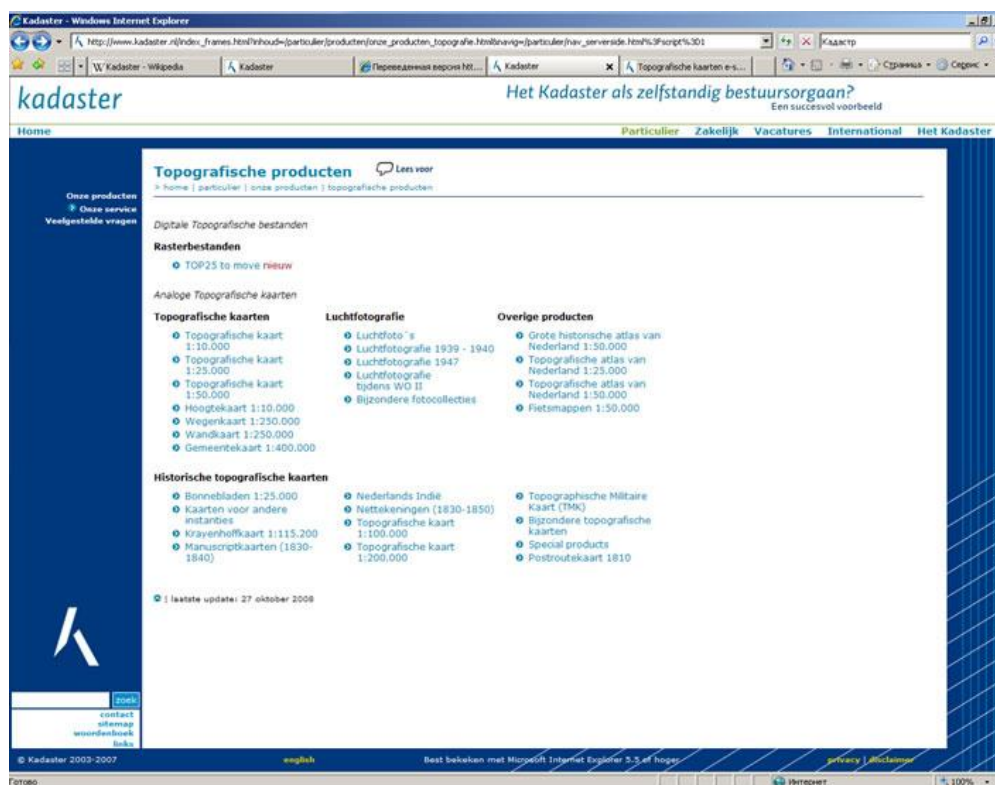 Kadaster - Windows Internet Explorer
http://www.kadaster.nl/index_frames.html?inhoud=/particulier/producten/onze_producten_topografie.html&navig=/particulier/nav_serverside.html%3Fscript%3D1
Кадастр
Kadaster - Wikipedia
Kadaster
Переведенная версия htt...
Kadaster
Topografische kaarten e-s...
Страница
Сервис
kadaster
Het Kadaster als zelfstandig bestuursorgaan?
Een succesvol voorbeeld
Home
Particulier Zakelijk Vacatures International Het Kadaster
Onze producten
Onze service
Veelgestelde vragen
Topografische producten
Lees voor
> home | particulier | onze producten | topografische producten
Digitale Topografische bestanden
Rasterbestanden
TOP25 to move nieuw
Analoge Topografische kaarten
Topografische kaarten
Topografische kaart
1:10.000
Topografische kaart
1:25.000
Topografische kaart
1:50.000
Hoogtekaart 1:10.000
Wegenkaart 1:250.000
Wandkaart 1:250.000
Gemeentekaart 1:400.000
Luchtfotografie
Luchtfoto´s
Luchtfotografie 1939 - 1940
Luchtfotografie 1947
Luchtfotografie
tijdens WO II
Bijzondere fotocollecties
Overige producten
Grote historische atlas van
Nederland 1:50.000
Topografische atlas van
Nederland 1:25.000
Topografische atlas van
Nederland 1:50.000
Fietsmappen 1:50.000
Historische topografische kaarten
Bonnebladen 1:25.000
Kaarten voor andere
instanties
Krayenhoffkaart 1:115.200
Manuscriptkaarten (1830-
1840)
Nederlands Indië
Nettekeningen (1830-1850)
Topografische kaart
1:100.000
Topografische kaart
1:200.000
Topographische Militaire
Kaart (TMK)
Bijzondere topografische
kaarten
Special products
Postroutekaart 1810
| laatste update: 27 oktober 2008
zoek
contact
sitemap
woordenboek
links
© Kadaster 2003-2007
english
Best bekeken met Microsoft Internet Explorer 5.5 of hoger
privacy | disclaimer
Готово
Интернет
100%